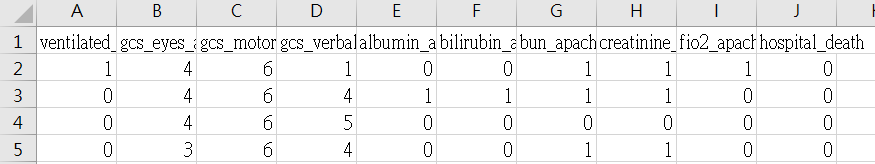 A B C D E F G H I J
1 ventilated_ gcs_eyes_a gcs_motor gcs_verbal albumin_a bilirubin_a bun_apach creatinine_ fio2_apach hospital_death
2 1 4 6 1 0 0 1 1 1 0
3 0 4 6 4 1 1 1 1 0 0
4 0 4 6 5 0 0 0 0 0 0
5 0 3 6 4 0 0 1 1 0 0